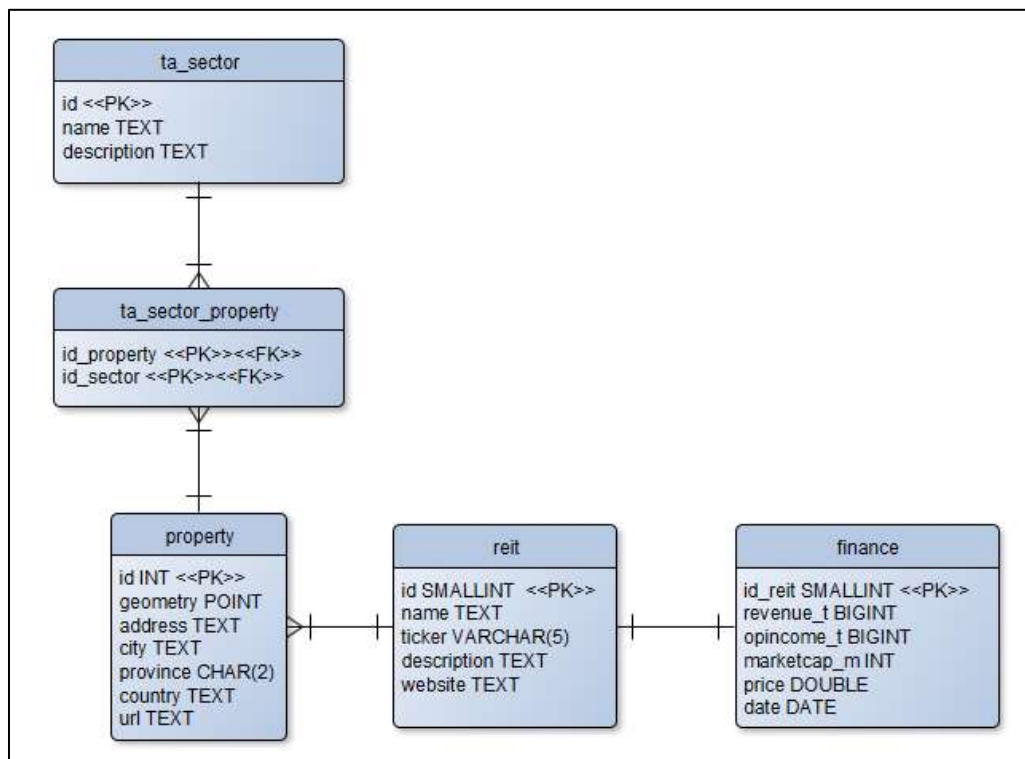 ta_sector
id <<PK>>
name TEXT
description TEXT
ta_sector_property
id_property <<PK>><<FK>>
id_sector <<PK>><<FK>>
property
id INT <<PK>>
geometry POINT
address TEXT
city TEXT
province CHAR(2)
country TEXT
url TEXT
reit
id SMALLINT <<PK>>
name TEXT
ticker VARCHAR(5)
description TEXT
website TEXT
finance
id_reit SMALLINT <<PK>>
revenue_t BIGINT
opincome_t BIGINT
marketcap_m INT
price DOUBLE
date DATE